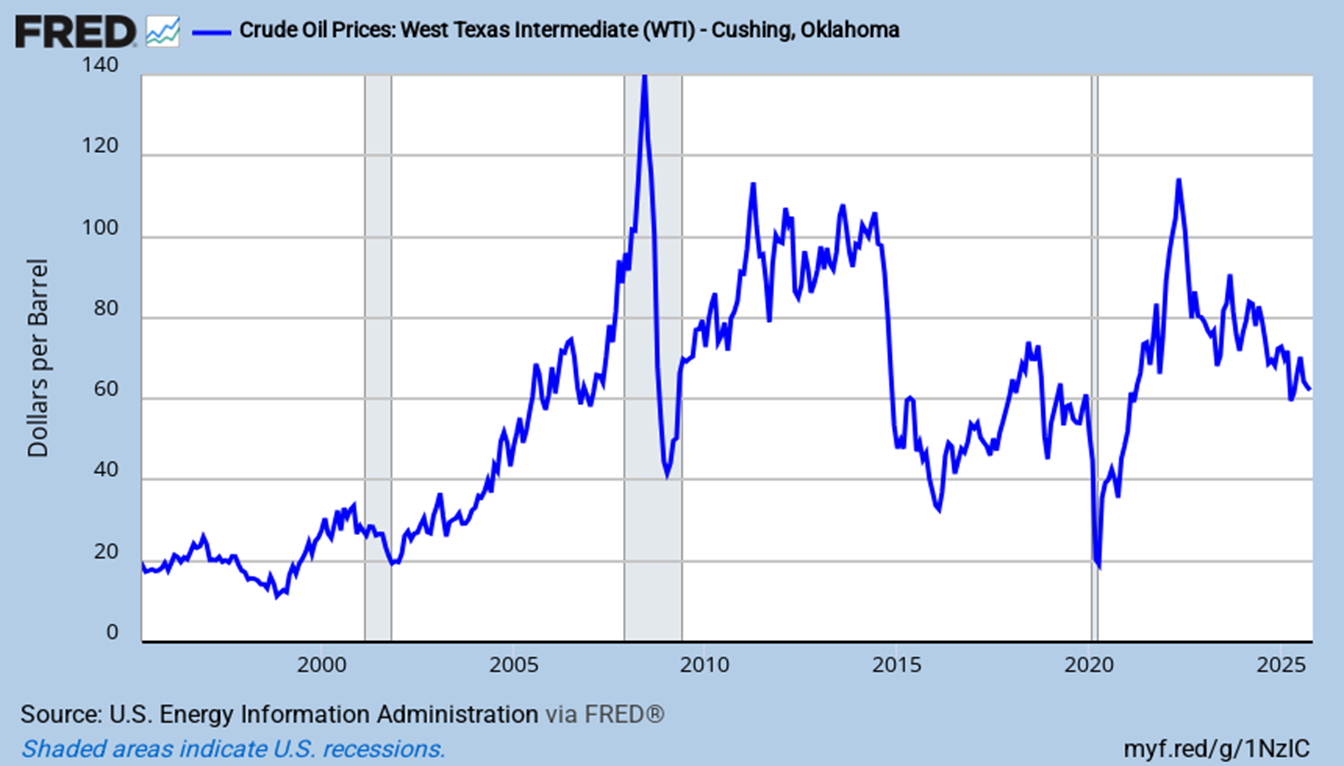 FRED
Crude Oil Prices: West Texas Intermediate (WTI) - Cushing, Oklahoma
Dollars per Barrel
140
120
100
80
60
40
20
0
2000 2005 2010 2015 2020 2025
Source: U.S. Energy Information Administration via FRED®
Shaded areas indicate U.S. recessions.
myf.red/g/1NzIC